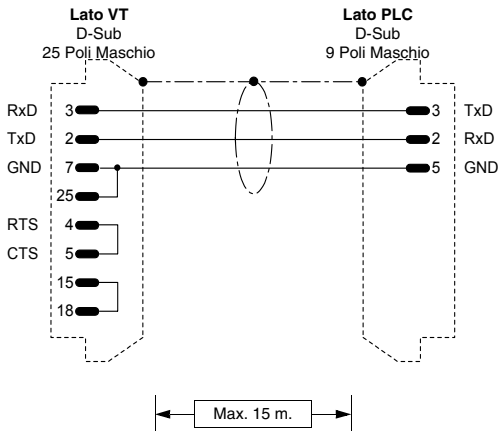 Lato VT
D-Sub
25 Poli Maschio
Lato PLC
D-Sub
9 Poli Maschio
RxD 3 3 TxD
TxD 2 2 RxD
GND 7 5 GND
25
RTS 4
CTS 5
15
18
Max. 15 m.